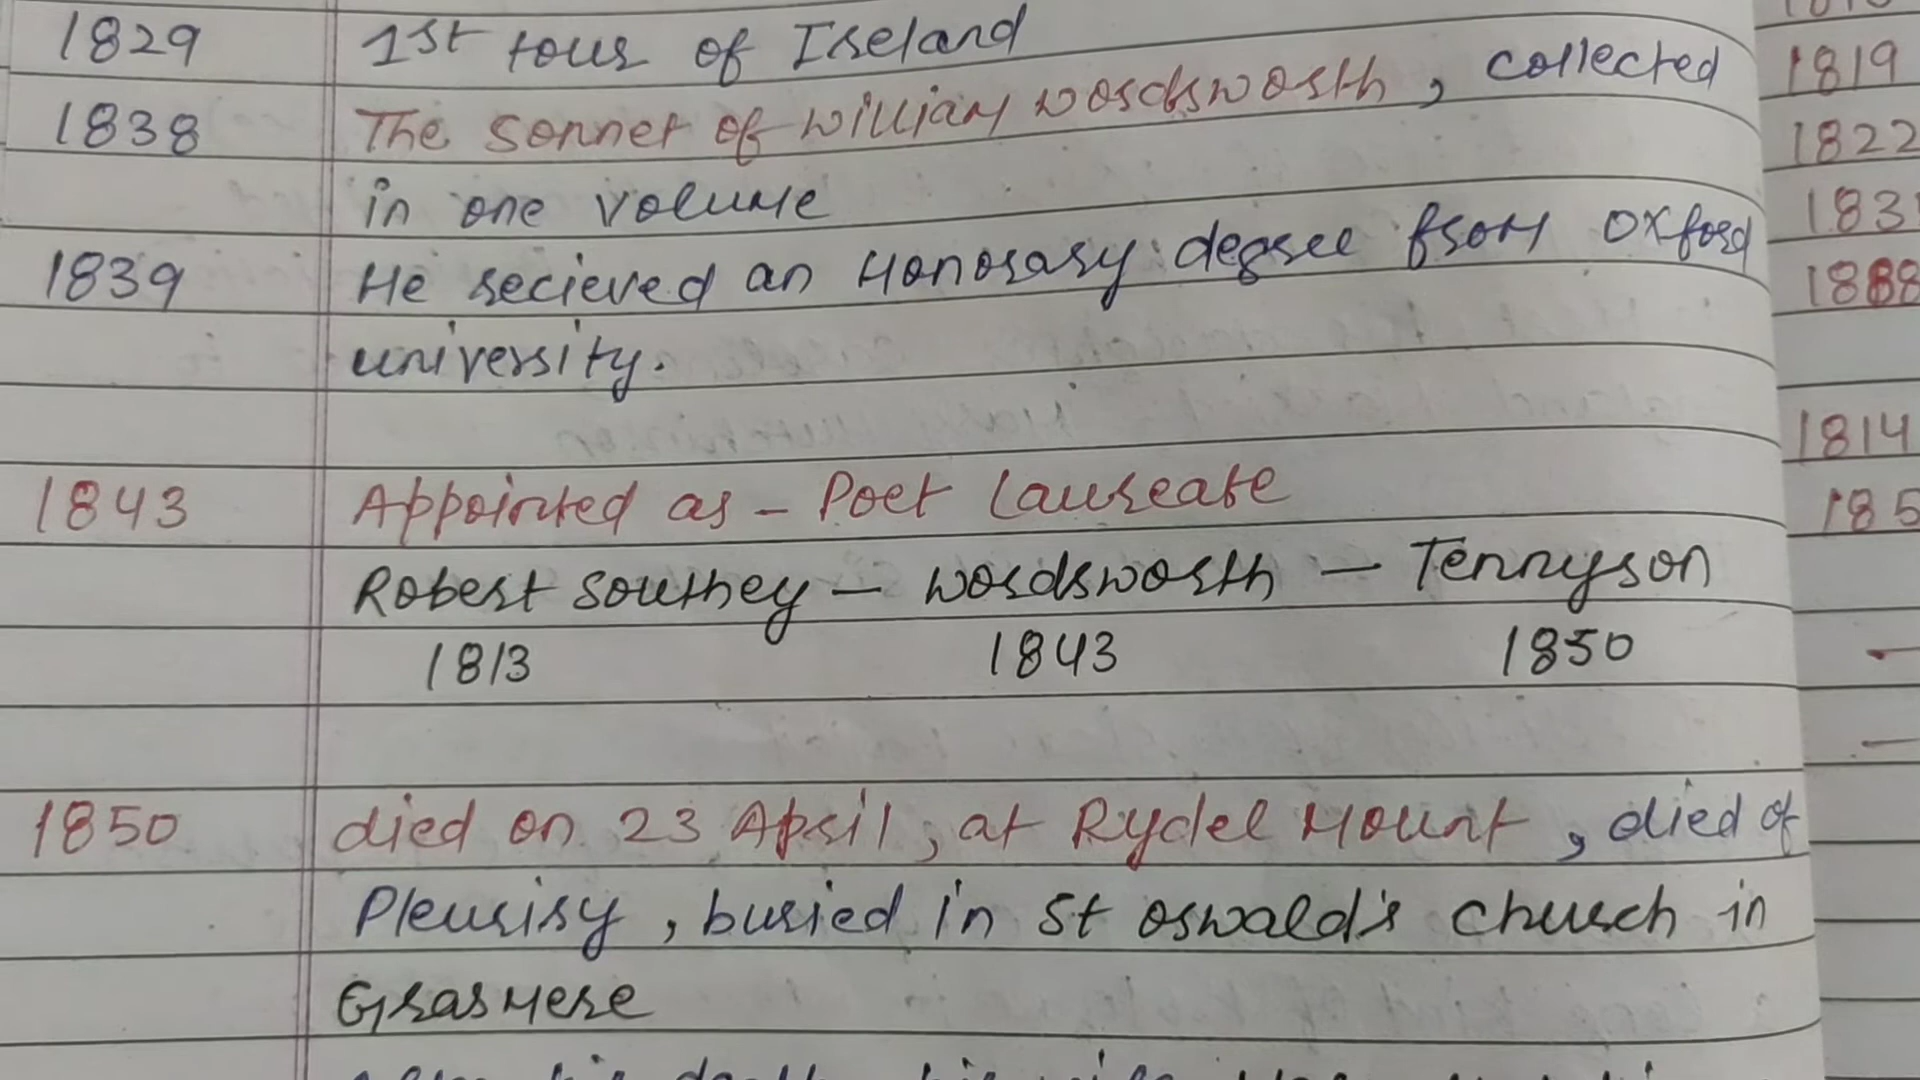 1829 1st tour of Ireland
1838 The Sonnet of William Wordsworth, collected
in one volume
1839 He recieved an Honorary degree from Oxford
university.
1843 Appointed as - Poet Laureate
Robert Southey - Wordsworth - Tennyson
1813 1843 1850
1850 died on 23 April, at Rydel Mount, died of
Pleurisy, buried in St Oswald's Church in
Grasmere
1819
1822
183
1814
185